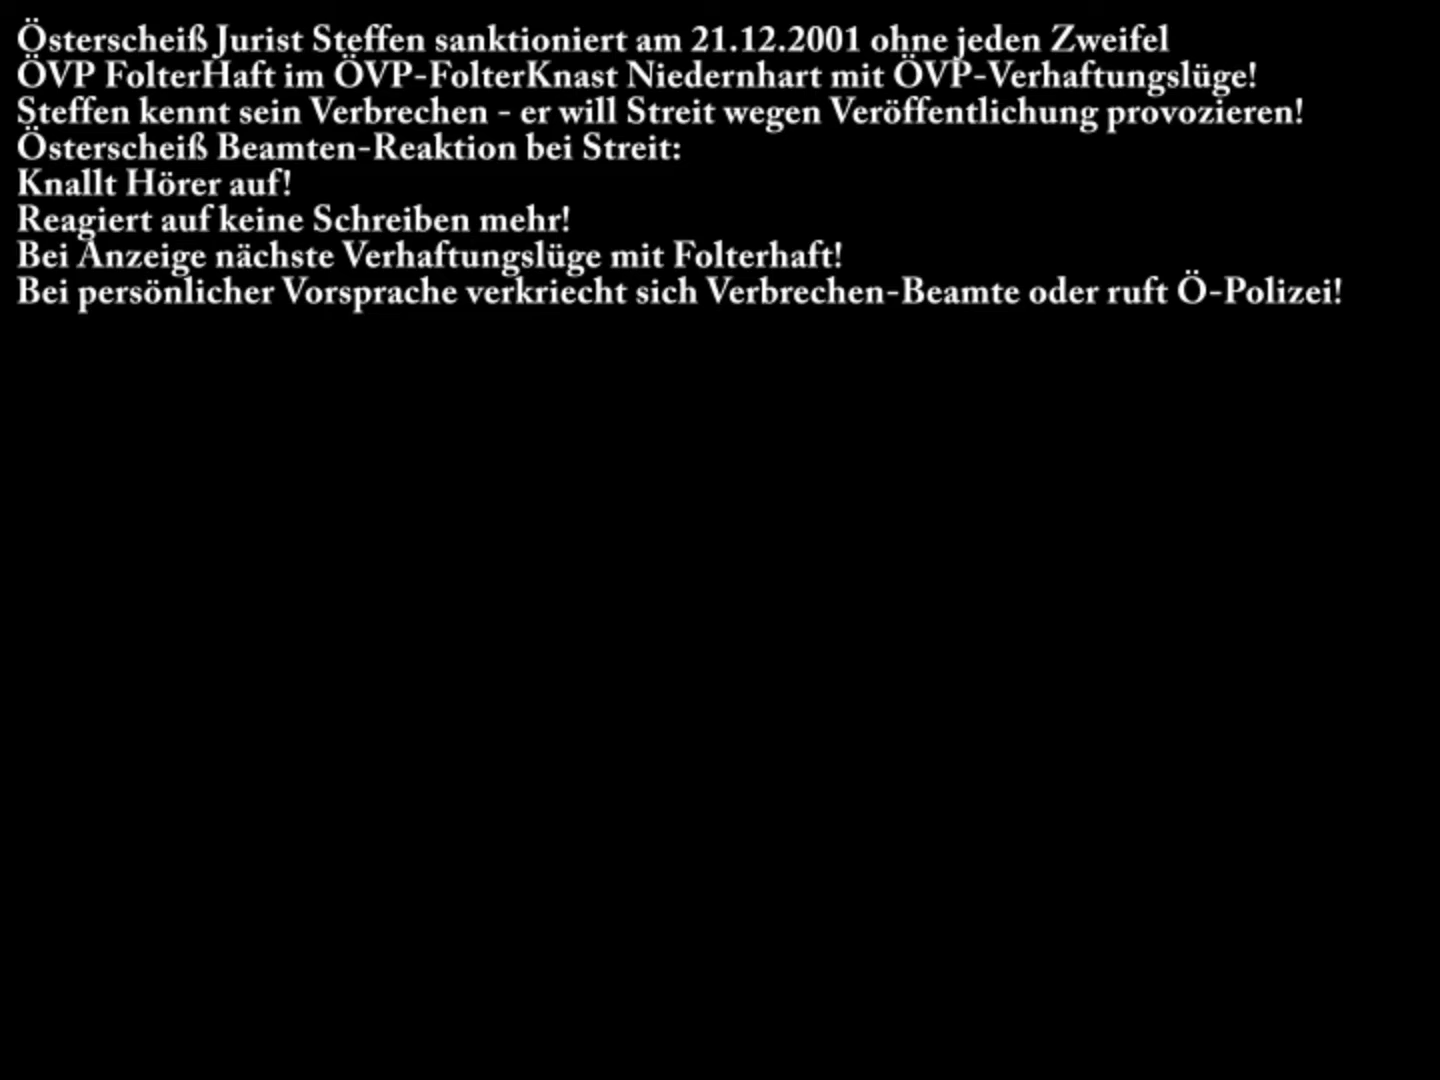 Österscheiß Jurist Steffen sanktioniert am 21.12.2001 ohne jeden Zweifel
ÖVP FolterHaft im ÖVP-FolterKnast Niedernhart mit ÖVP-Verhaftungslüge!
Steffen kennt sein Verbrechen - er will Streit wegen Veröffentlichung provozieren!
Österscheiß Beamten-Reaktion bei Streit:
Knallt Hörer auf!
Reagiert auf keine Schreiben mehr!
Bei Anzeige nächste Verhaftungslüge mit Folterhaft!
Bei persönlicher Vorsprache verkriecht sich Verbrechen-Beamte oder ruft Ö-Polizei!